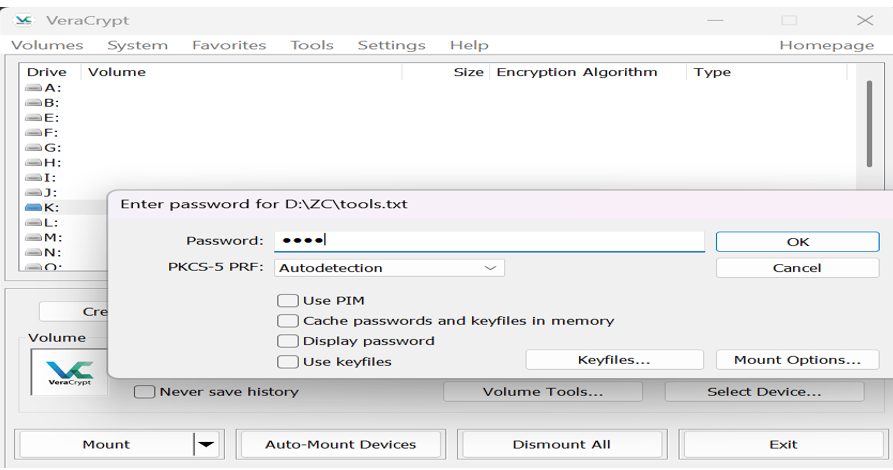 VeraCrypt
Volumes System Favorites Tools Settings Help Homepage
Drive Volume Size Encryption Algorithm Type
A:
B:
E:
F:
G:
H:
I:
J:
K:
L:
M:
N:
O:
Enter password for D:\ZC\tools.txt
Password: ●●●●
OK
PKCS-5 PRF: Autodetection
Cancel
Use PIM
Cache passwords and keyfiles in memory
Display password
Use keyfiles Keyfiles... Mount Options...
Cre
Volume
VeraCrypt
Never save history Volume Tools... Select Device...
Mount Auto-Mount Devices Dismount All Exit